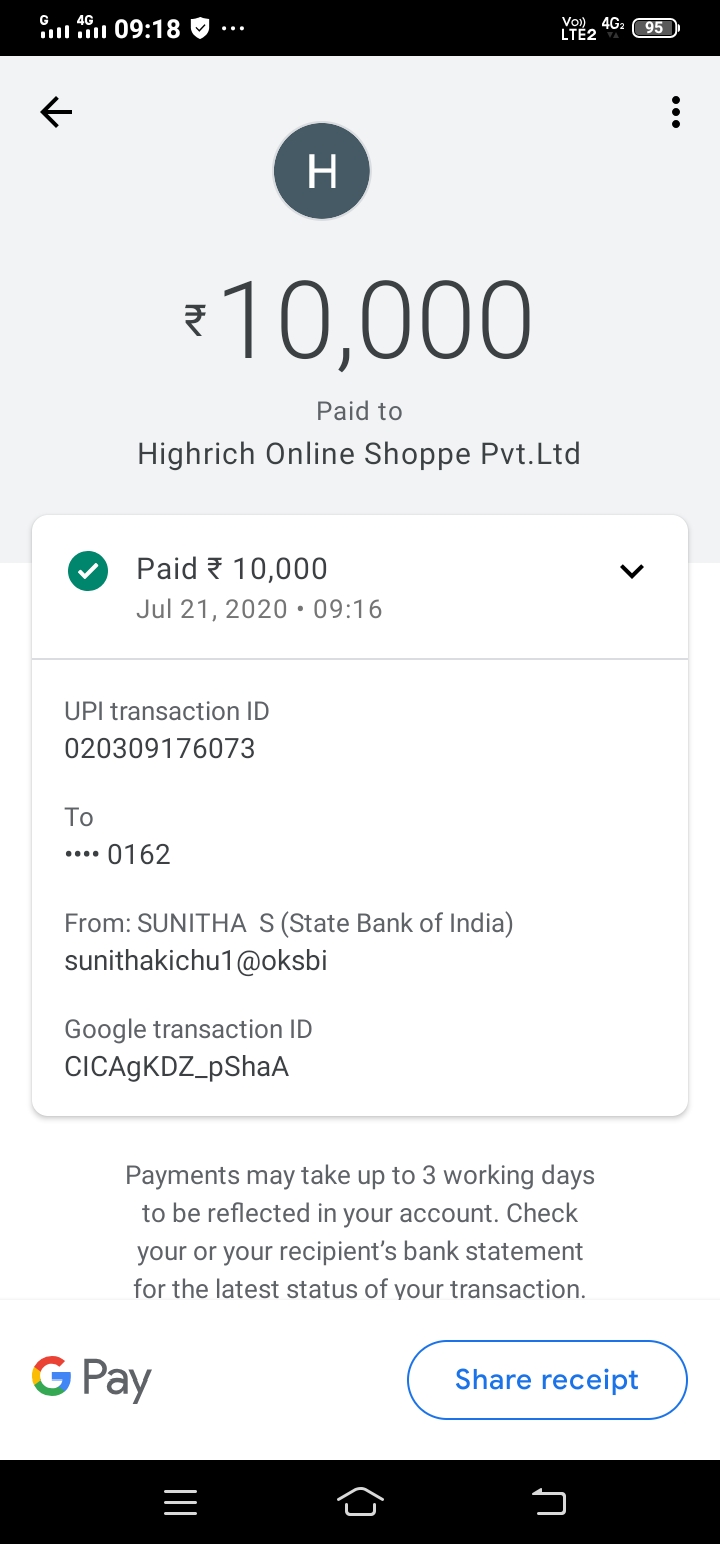 G 4G 09:18 ... Vo)) LTE2 4G2 95
H
₹10,000
Paid to
Highrich Online Shoppe Pvt.Ltd
Paid ₹ 10,000
Jul 21, 2020 • 09:16
UPI transaction ID
020309176073
To
•••• 0162
From: SUNITHA  S (State Bank of India)
sunithakichu1@oksbi
Google transaction ID
CICAgKDZ_pShaA
Payments may take up to 3 working days
to be reflected in your account. Check
your or your recipient’s bank statement
for the latest status of your transaction.
G Pay
Share receipt